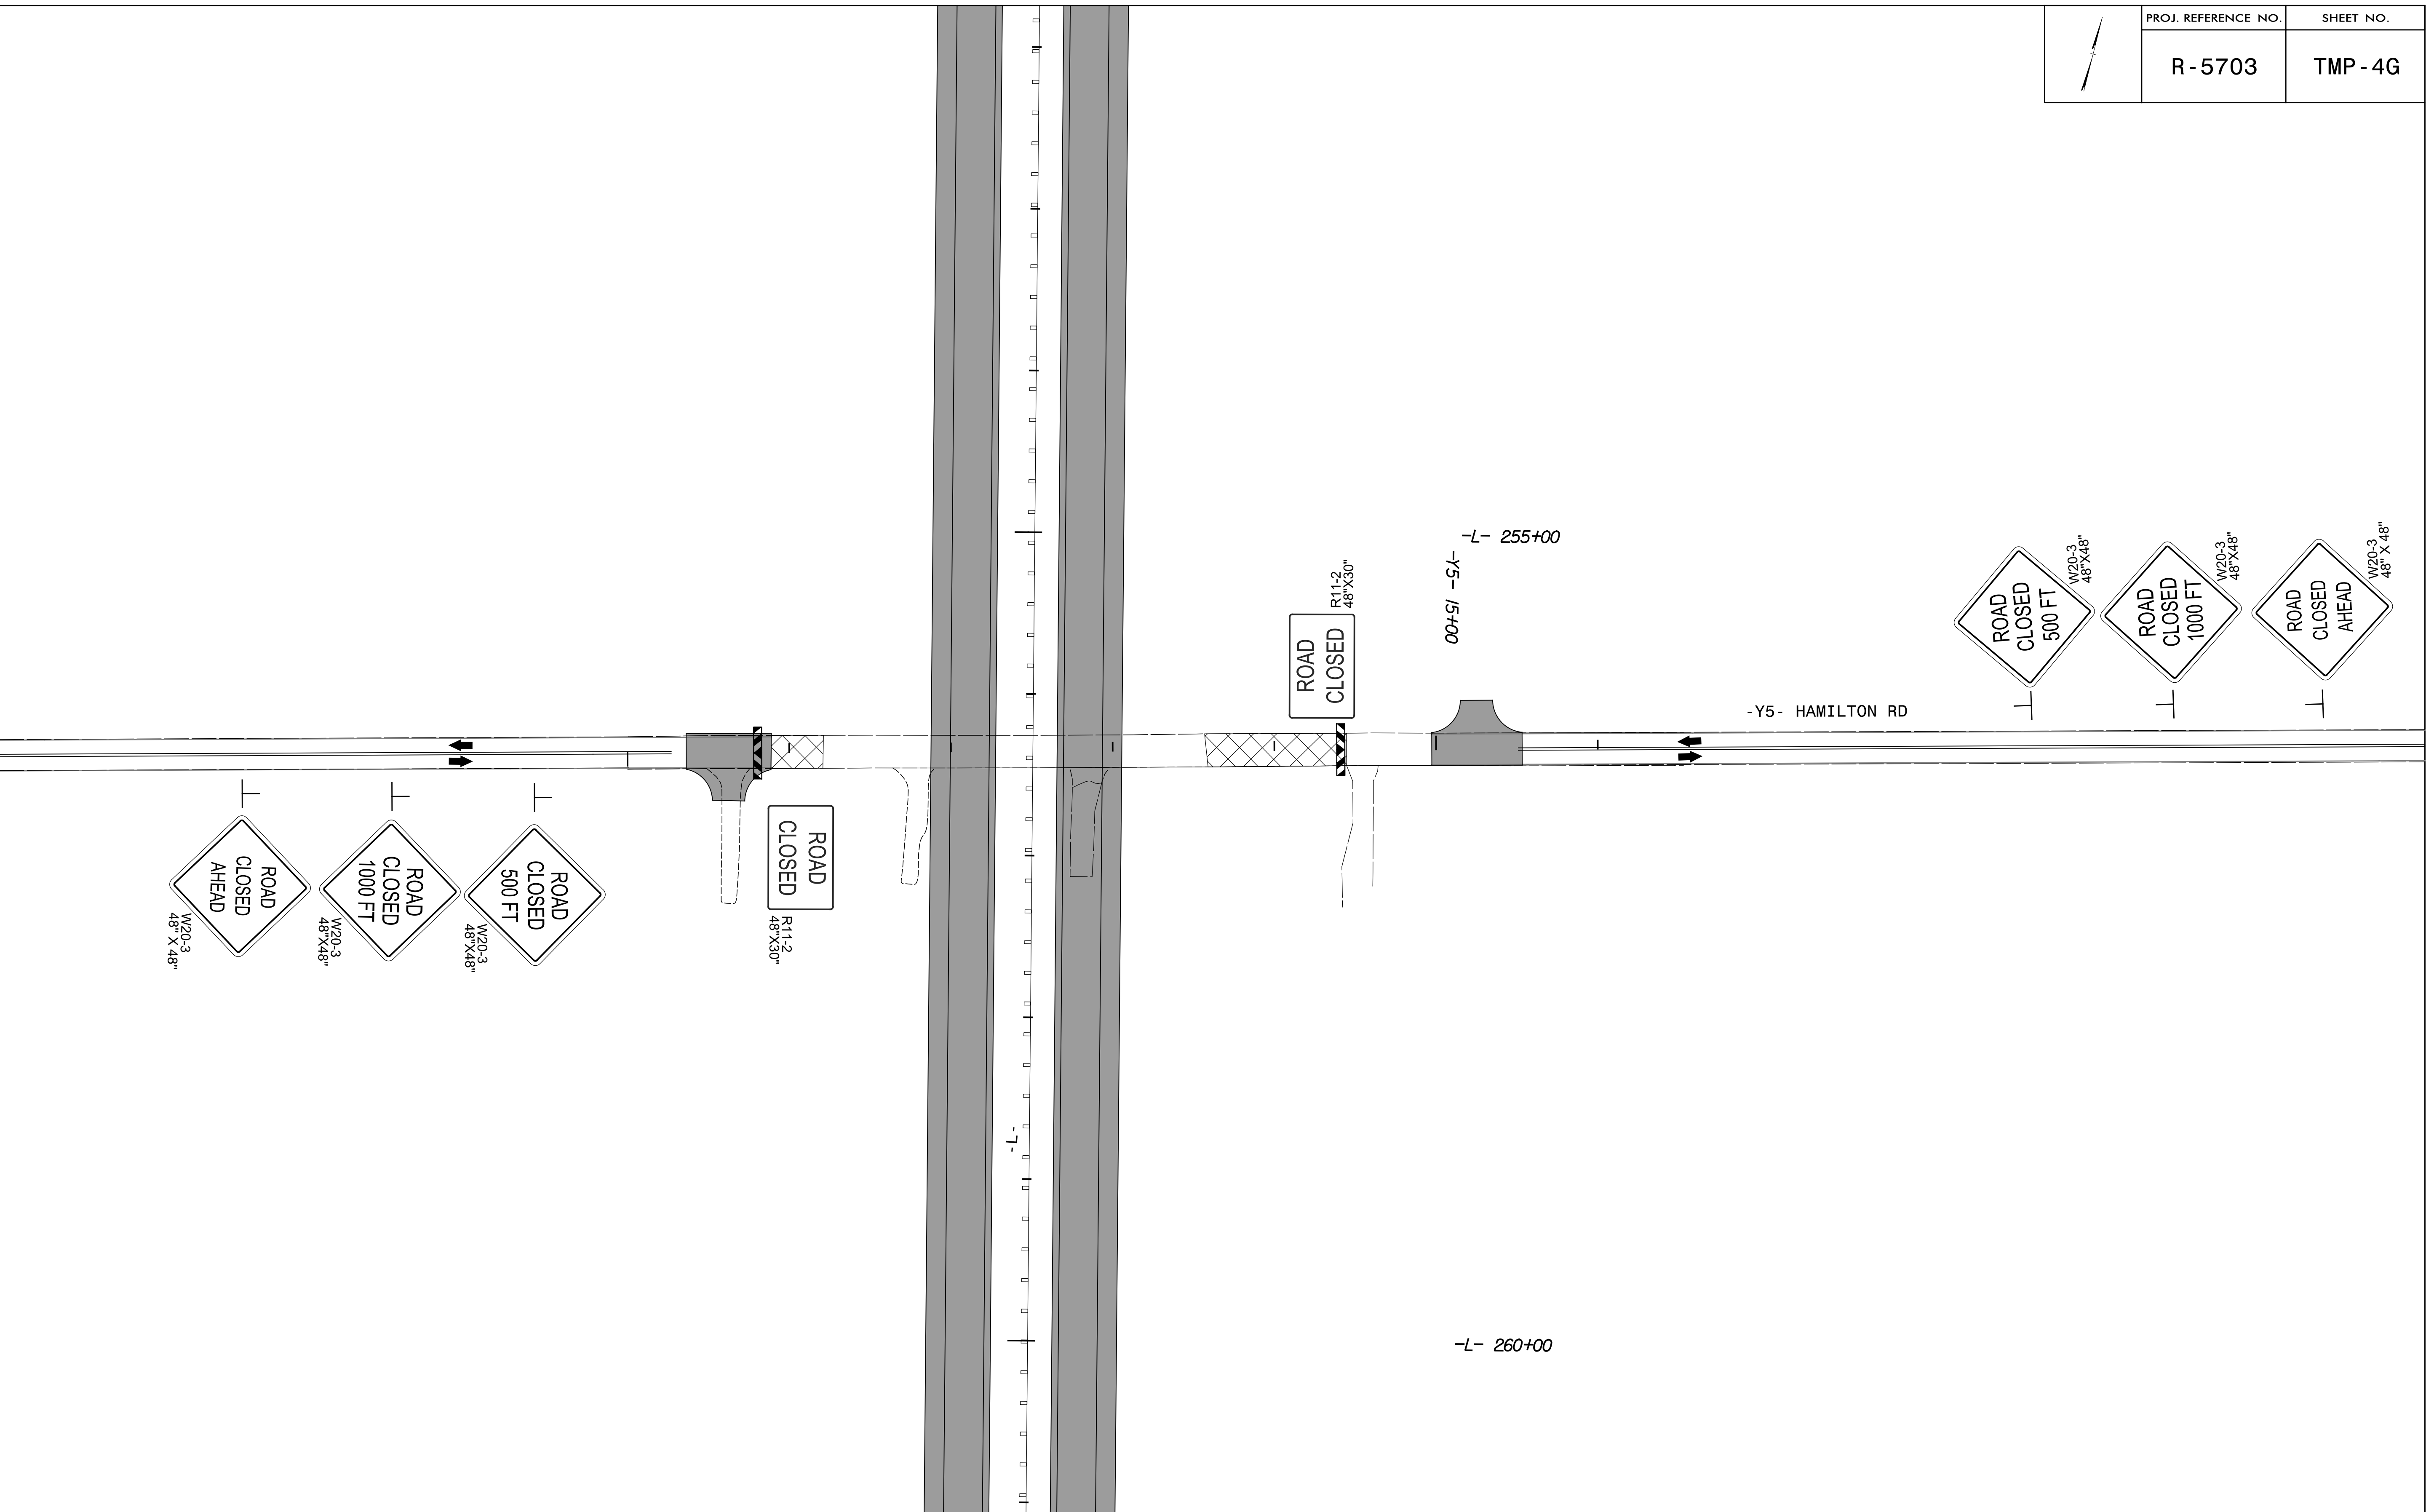 PROJ. REFERENCE NO.
SHEET NO.
R-5703
TMP-4G
-L- 255+00
-Y5- 15+00
R11-2
48"X30"
ROAD
CLOSED
ROAD
CLOSED
500 FT
W20-3
48"X48"
ROAD
CLOSED
1000 FT
W20-3
48"X48"
ROAD
CLOSED
AHEAD
W20-3
48" X 48"
-Y5- HAMILTON RD
ROAD
CLOSED
AHEAD
W20-3
48" X 48"
ROAD
CLOSED
1000 FT
W20-3
48"X48"
ROAD
CLOSED
500 FT
W20-3
48"X48"
ROAD
CLOSED
R11-2
48"X30"
-L-
-L- 260+00